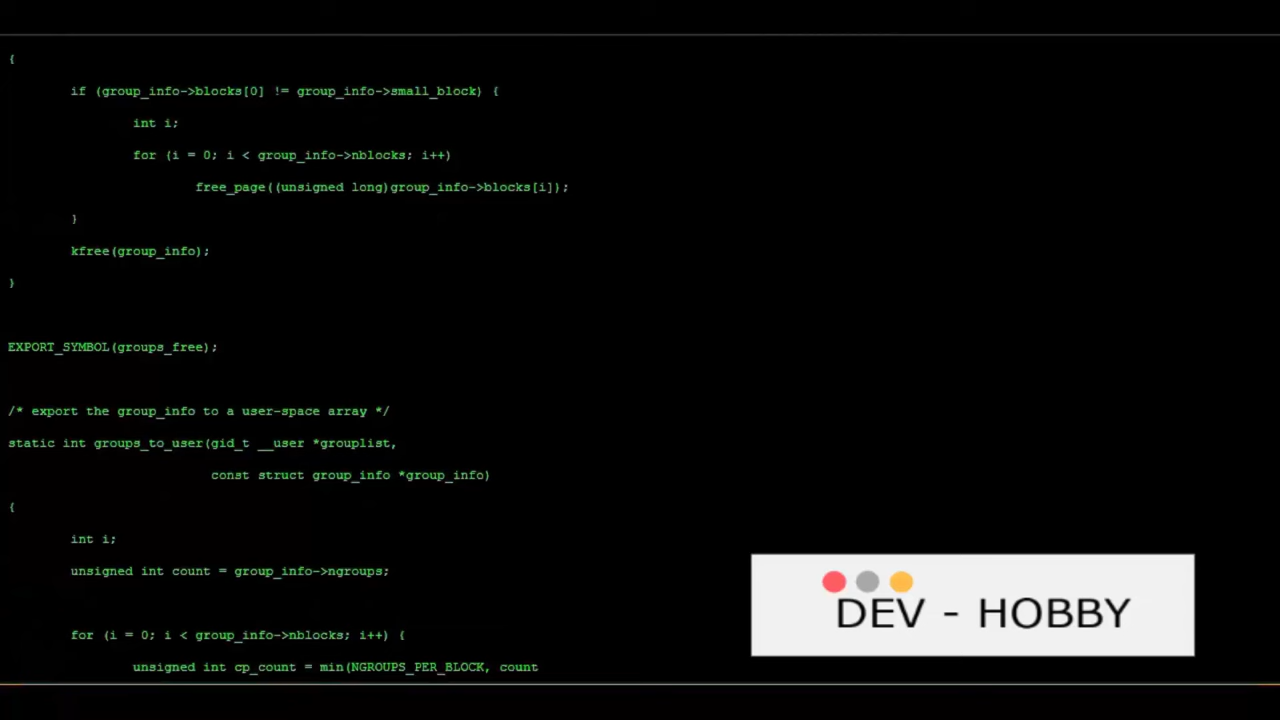 {
if (group_info->blocks[0] != group_info->small_block) {
int i;
for (i = 0; i < group_info->nblocks; i++)
free_page((unsigned long)group_info->blocks[i]);
}
kfree(group_info);
}
EXPORT_SYMBOL(groups_free);
/* export the group_info to a user-space array */
static int groups_to_user(gid_t __user *grouplist,
const struct group_info *group_info)
{
int i;
unsigned int count = group_info->ngroups;
for (i = 0; i < group_info->nblocks; i++) {
unsigned int cp_count = min(NGROUPS_PER_BLOCK, count
DEV - HOBBY